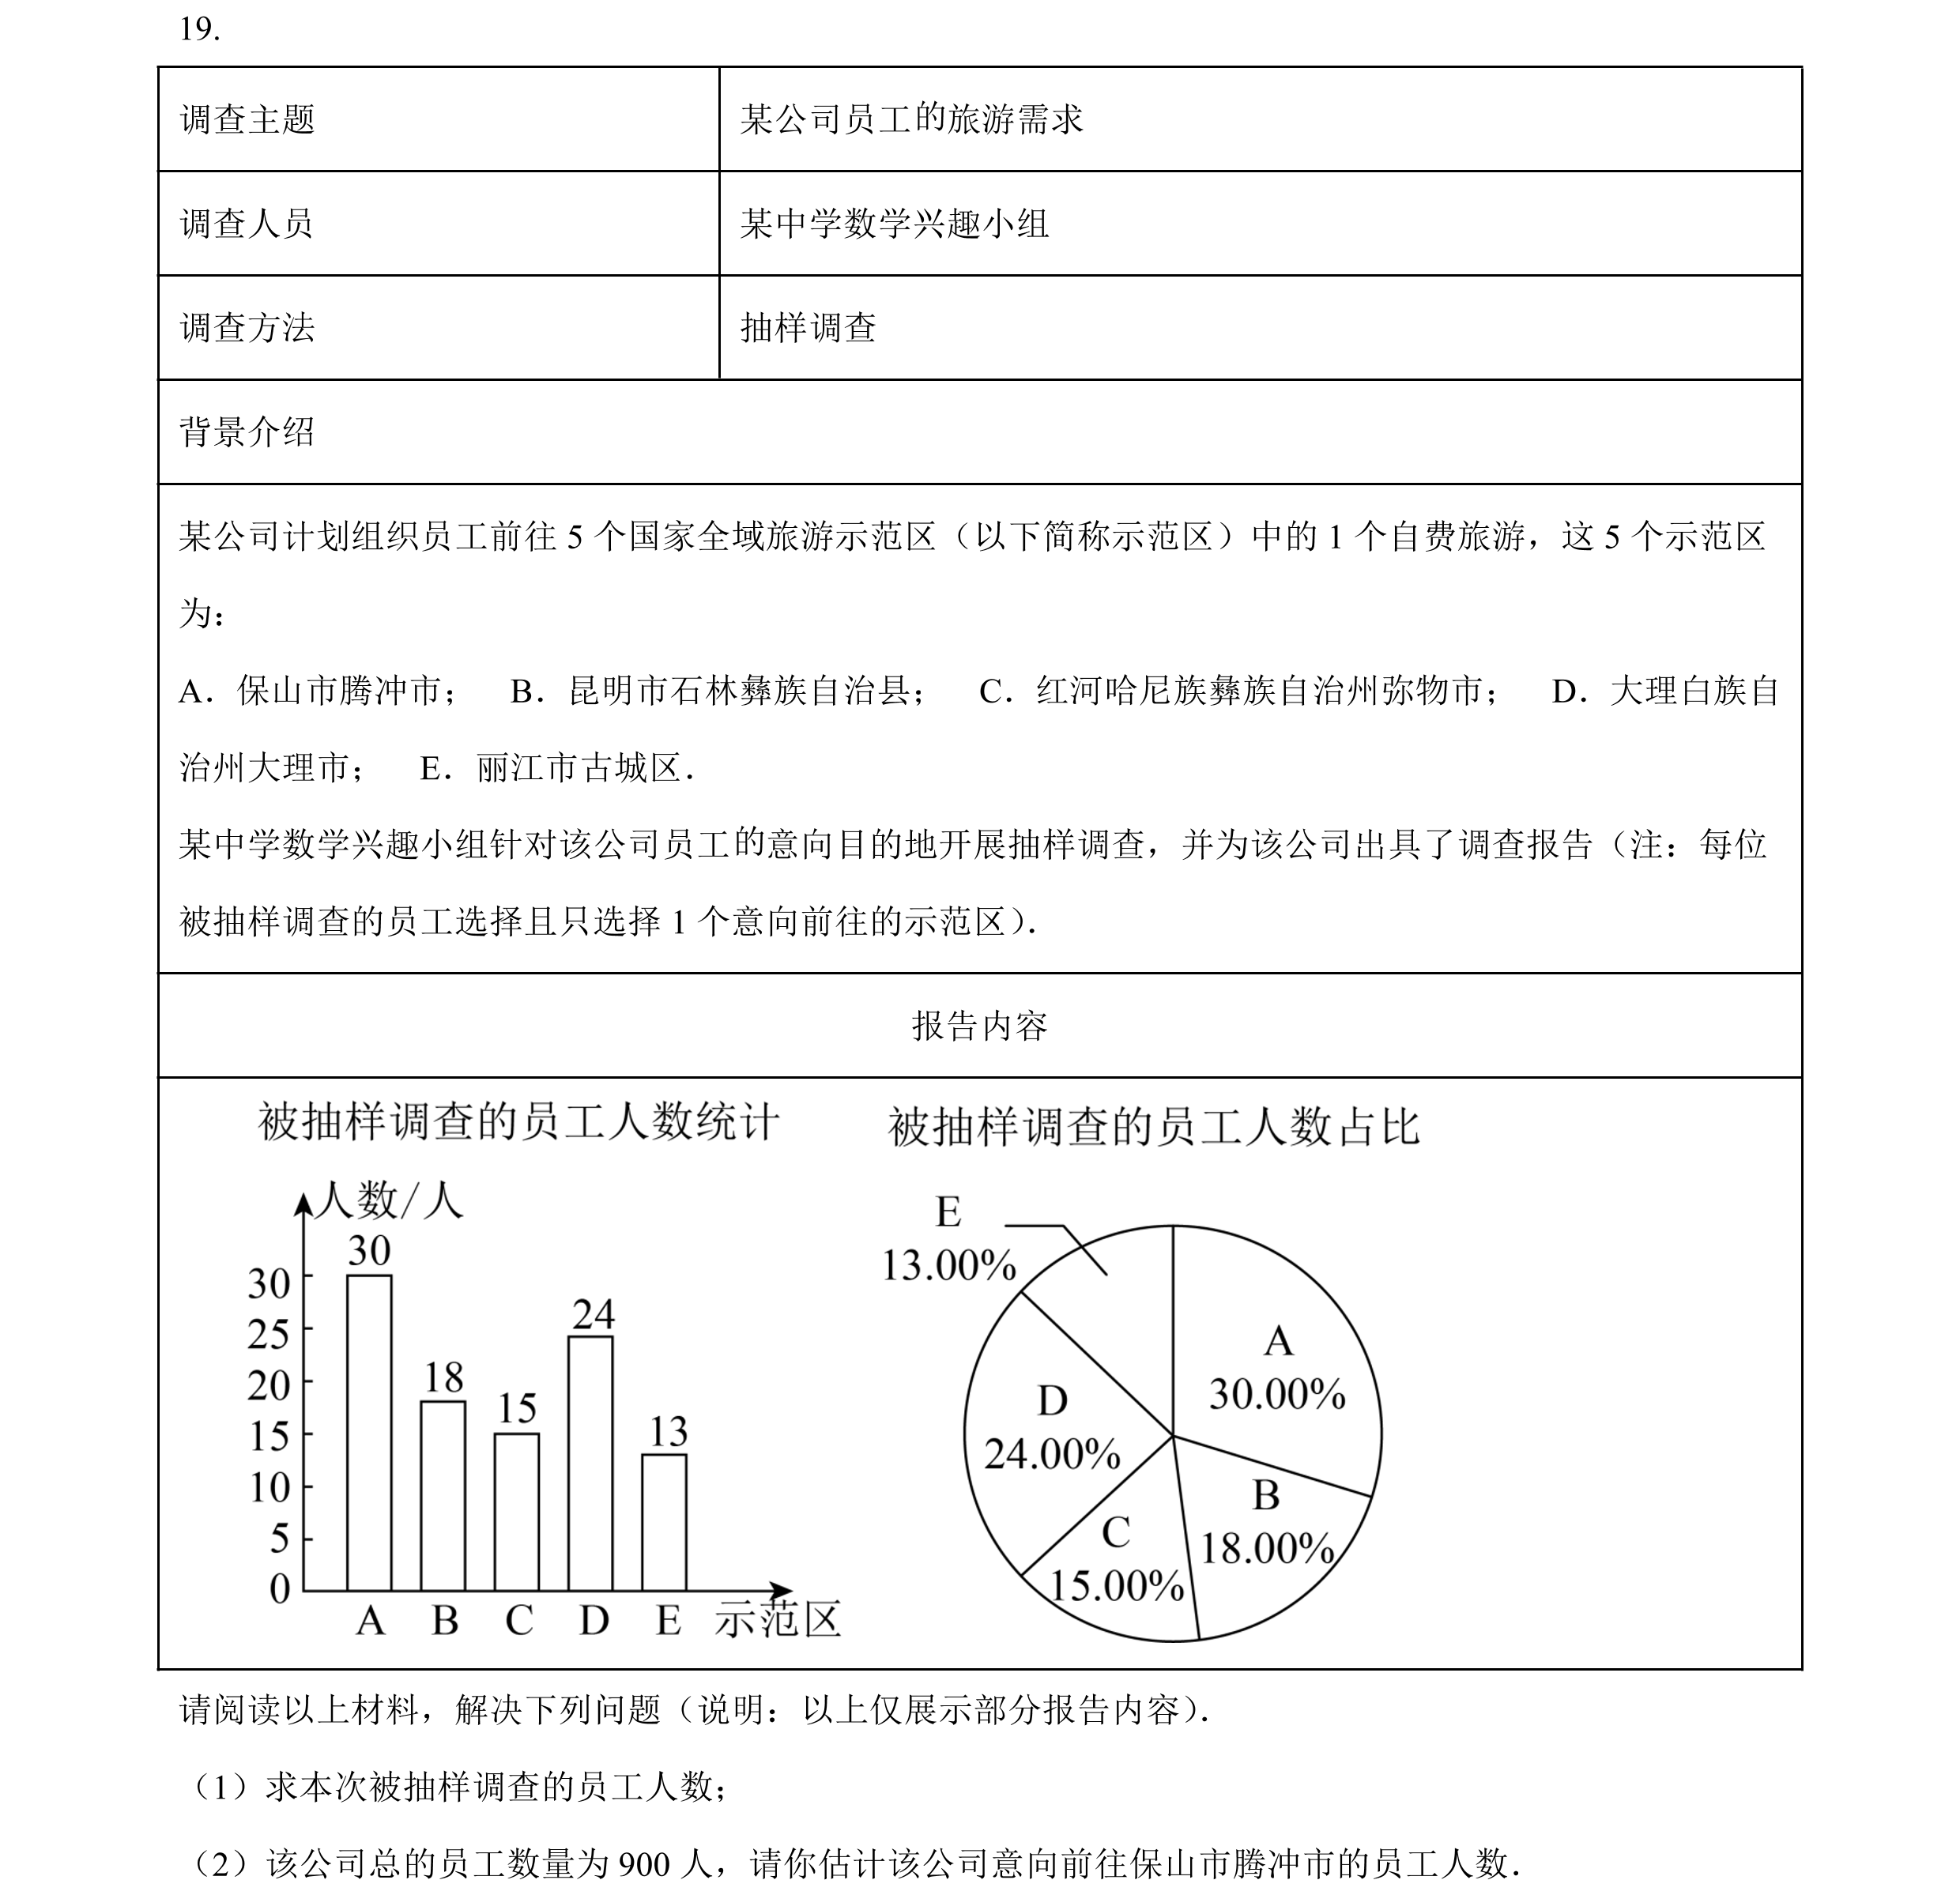 19.
调查主题 某公司员工的旅游需求
调查人员 某中学数学兴趣小组
调查方法 抽样调查
背景介绍
某公司计划组织员工前往 5 个国家全域旅游示范区（以下简称示范区）中的 1 个自费旅游，这 5 个示范区
为：
A．保山市腾冲市； B．昆明市石林彝族自治县； C．红河哈尼族彝族自治州弥物市； D．大理白族自
治州大理市； E．丽江市古城区．
某中学数学兴趣小组针对该公司员工的意向目的地开展抽样调查，并为该公司出具了调查报告（注：每位
被抽样调查的员工选择且只选择 1 个意向前往的示范区）．
报告内容
被抽样调查的员工人数统计
人数/人
30
25
20
15
10
5
0
30
18
15
24
13
A B C D E 示范区
被抽样调查的员工人数占比
E
13.00%
A
30.00%
D
24.00%
B
18.00%
C
15.00%
请阅读以上材料，解决下列问题（说明：以上仅展示部分报告内容）．
（1）求本次被抽样调查的员工人数；
（2）该公司总的员工数量为 900 人，请你估计该公司意向前往保山市腾冲市的员工人数．